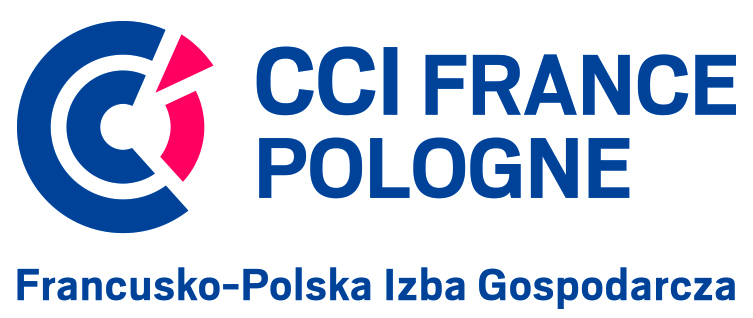 CCI FRANCE
POLOGNE
Francusko-Polska Izba Gospodarcza